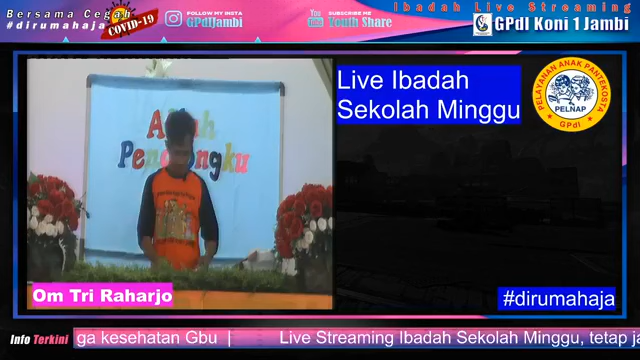 Bersama Cegah
#dirumahaja
COVID-19
FOLLOW MY INSTA
GPdIJambi
SUBSCRIBE ME
Youth Share
Ibadah Live Streaming
GPdI Koni 1 Jambi
Live Ibadah
Sekolah Minggu
PELAYANAN ANAK PANTEKOSTA
PELNAP
GPdI
Allah
Penolongku
Om Tri Raharjo
#dirumahaja
Info Terkini
ga kesehatan Gbu | Live Streaming Ibadah Sekolah Minggu, tetap ja